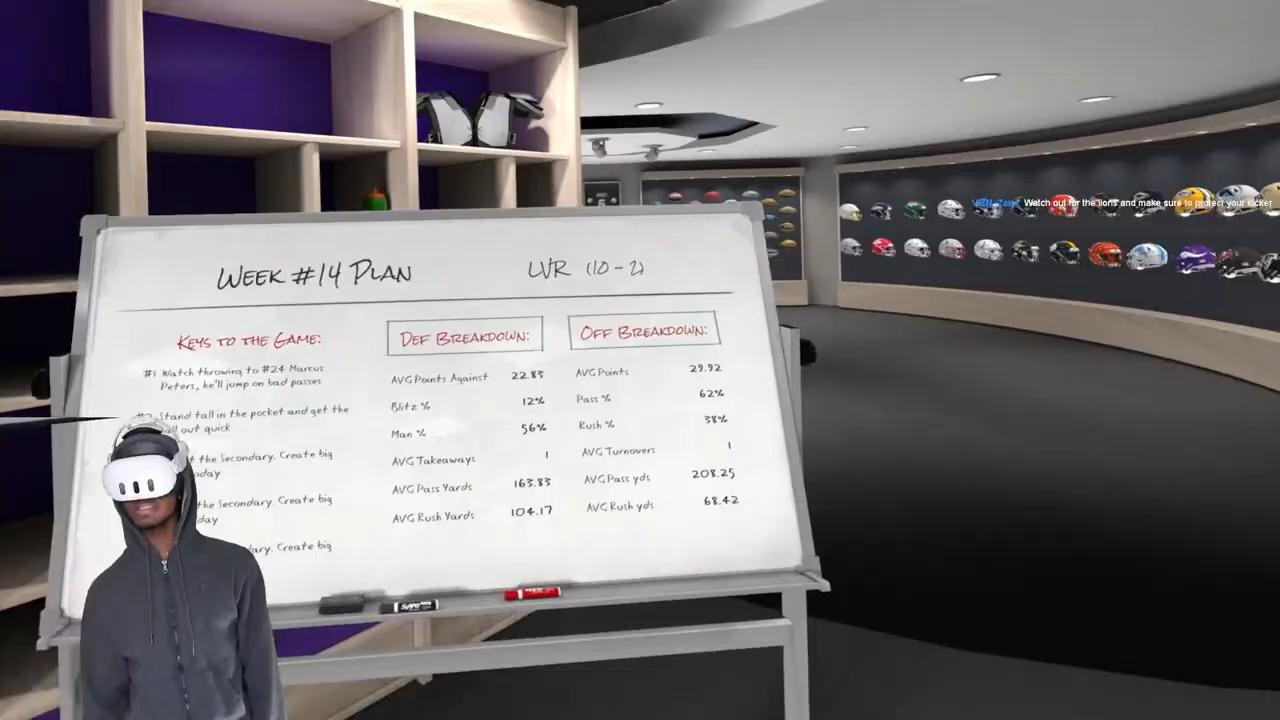 VBN_Zane: Watch out for the lions and make sure to protect your kicker
WEEK #14 PLAN
LVR (10-2)
KEYS TO THE GAME:
#1 Watch throwing to #24 Marcus
Peters, he'll jump on bad passes
Stand tall in the pocket and get the
out quick
the Secondary. Create big
day
the Secondary. Create big
day
Create big
DEF BREAKDOWN:
AVG Points Against 22.83
Blitz % 12%
Man % 56%
AVG Takeaways 1
AVG Pass Yards 163.83
AVG Rush Yards 104.17
OFF BREAKDOWN:
AVG Points 29.92
Pass % 62%
Rush % 38%
AVG Turnovers 1
AVG Pass yds 208.25
AVG Rush yds 68.42